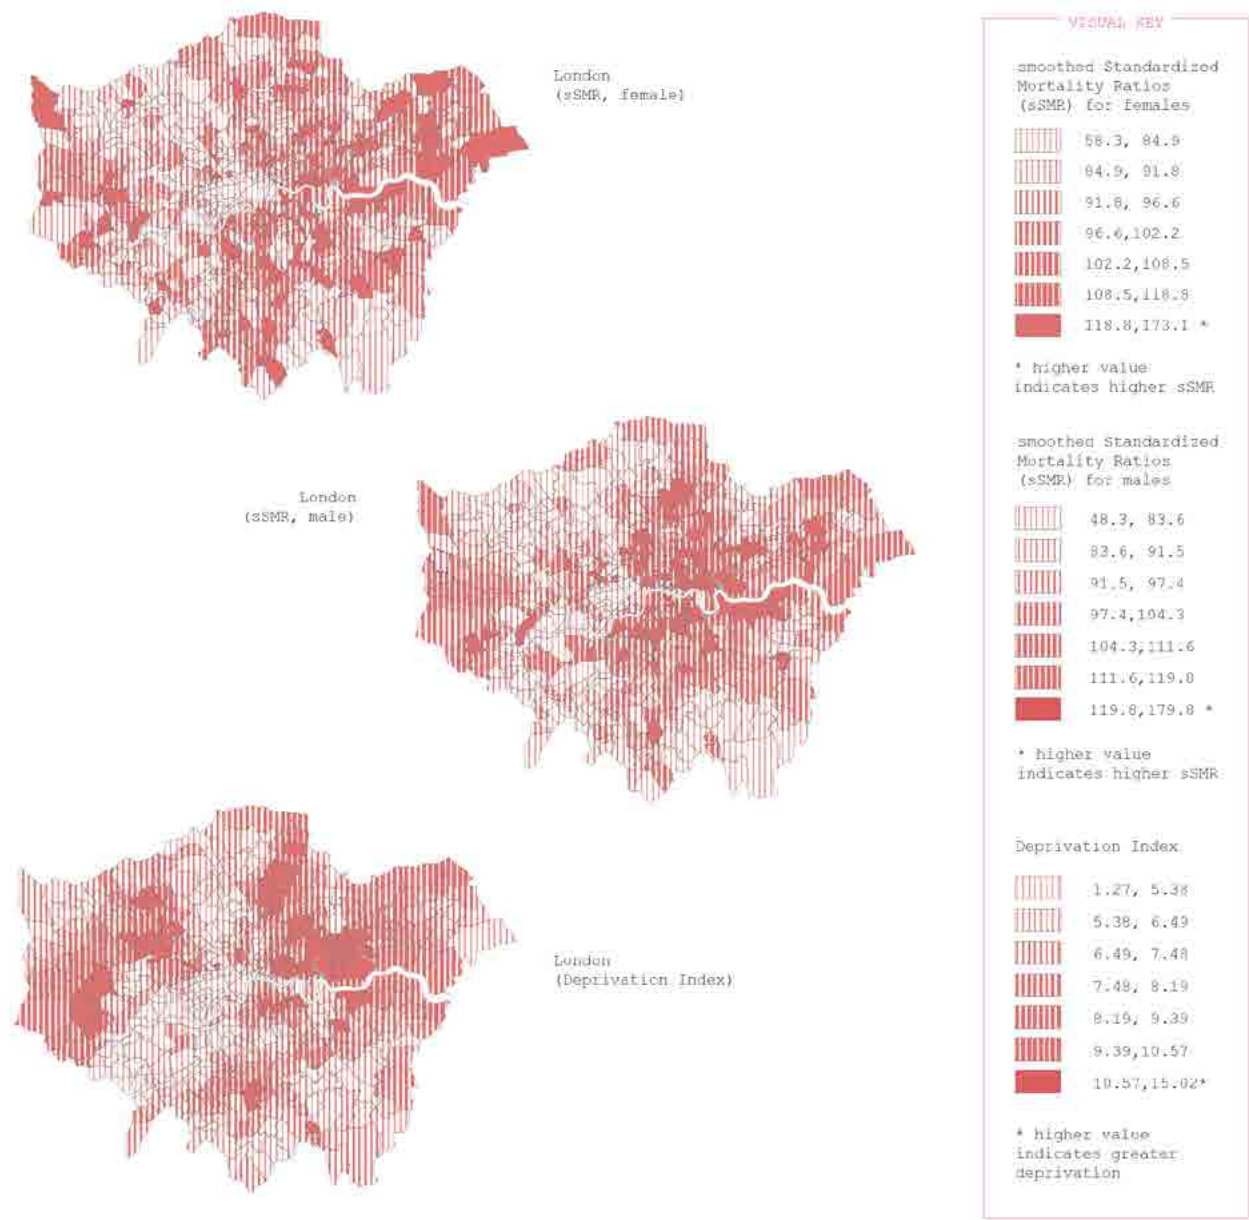 London
(sSMR, female)
London
(sSMR, male)
London
(Deprivation Index)
VISUAL KEY
smoothed Standardized
Mortality Ratios
(sSMR) for females
58.3, 84.9
84.9, 91.8
91.8, 96.6
96.6,102.2
102.2,108.5
108.5,118.8
118.8,173.1 *
* higher value
indicates higher sSMR
smoothed Standardized
Mortality Ratios
(sSMR) for males
48.3, 83.6
83.6, 91.5
91.5, 97.4
97.4,104.3
104.3,111.6
111.6,119.8
119.8,179.8 *
* higher value
indicates higher sSMR
Deprivation Index
1.27, 5.38
5.38, 6.49
6.49, 7.48
7.48, 8.19
8.19, 9.39
9.39,10.57
10.57,15.02*
* higher value
indicates greater
deprivation